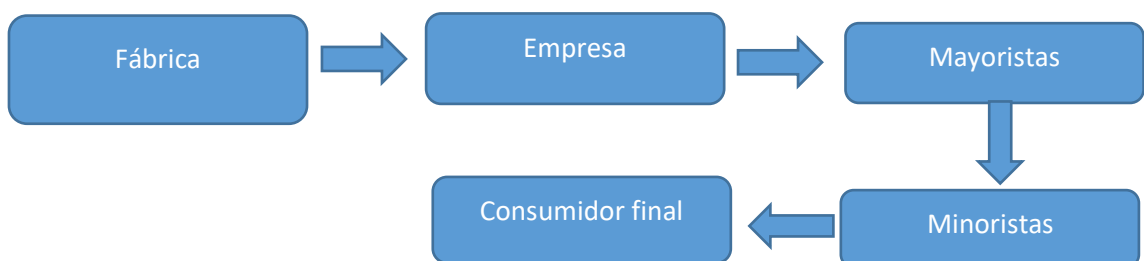 Fábrica
Empresa
Mayoristas
Minoristas
Consumidor final